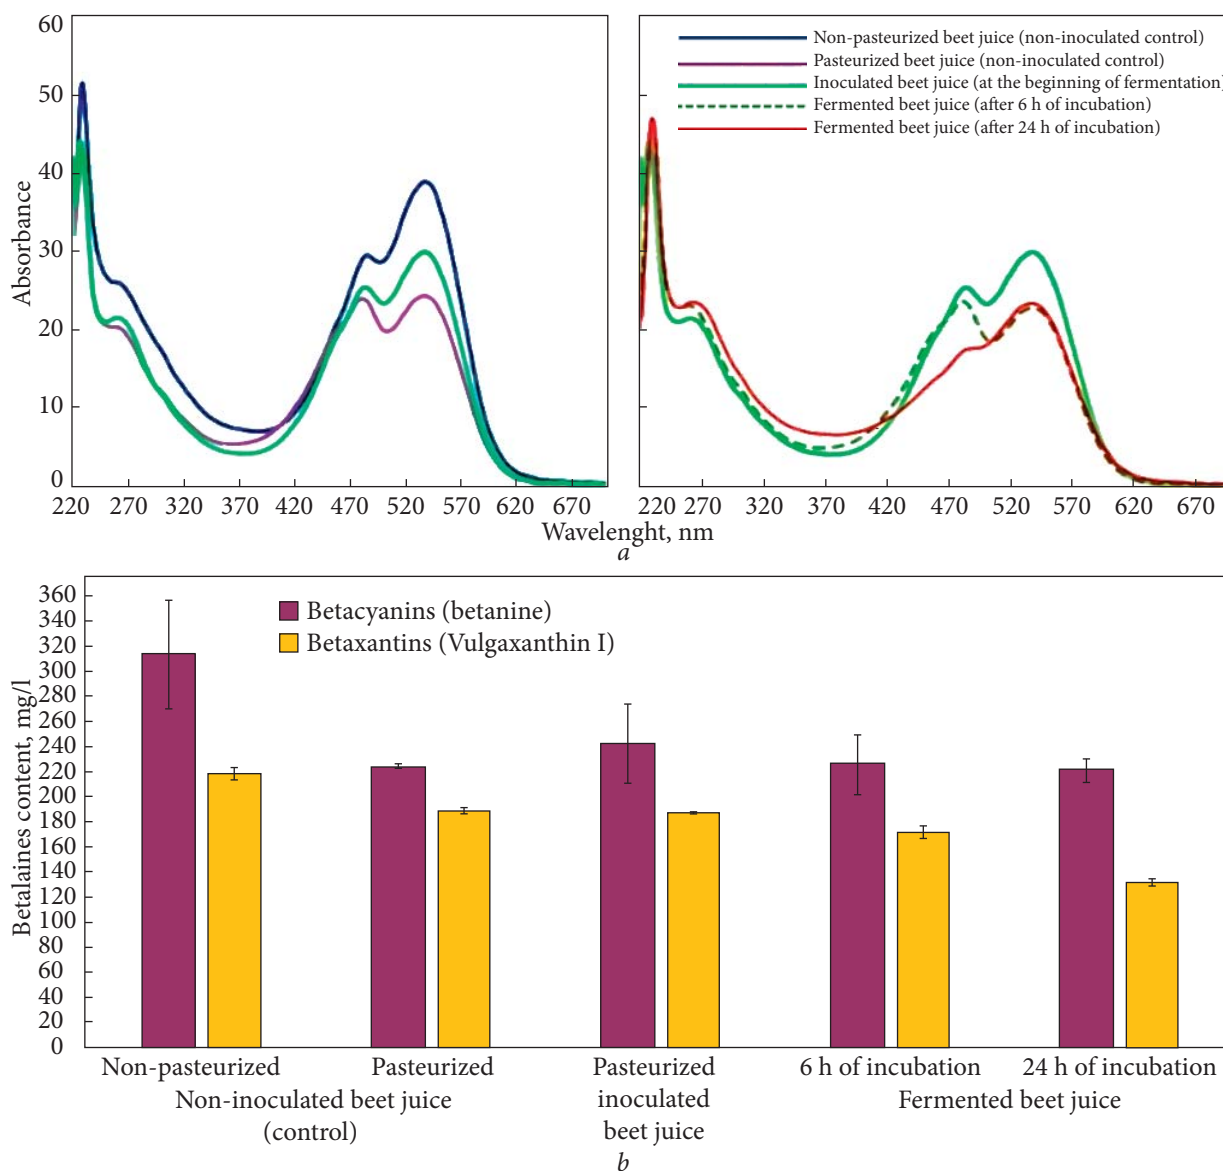 60
50
40
30
20
10
0
Absorbance
220 270 320 370 420 470 520 570 620 670
Non-pasteurized beet juice (non-inoculated control)
Pasteurized beet juice (non-inoculated control)
Inoculated beet juice (at the beginning of fermentation)
Fermented beet juice (after 6 h of incubation)
Fermented beet juice (after 24 h of incubation)
220 270 320 370 420 470 520 570 620 670
Wavelenght, nm
a
360
340
320
300
280
260
240
220
200
180
160
140
120
100
80
60
40
20
0
Betalaines content, mg/l
Betacyanins (betanine)
Betaxantins (Vulgaxanthin I)
Non-pasteurized
Pasteurized
Non-inoculated beet juice
(control)
Pasteurized
inoculated
beet juice
6 h of incubation
24 h of incubation
Fermented beet juice
b